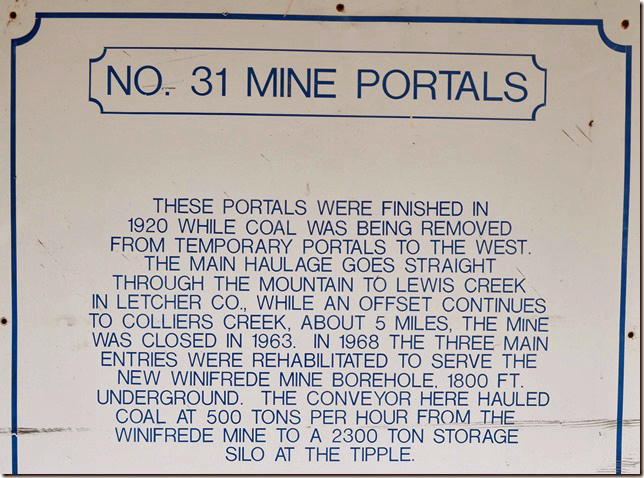 NO. 31 MINE PORTALS
THESE PORTALS WERE FINISHED IN
1920 WHILE COAL WAS BEING REMOVED
FROM TEMPORARY PORTALS TO THE WEST.
THE MAIN HAULAGE GOES STRAIGHT
THROUGH THE MOUNTAIN TO LEWIS CREEK
IN LETCHER CO., WHILE AN OFFSET CONTINUES
TO COLLIERS CREEK, ABOUT 5 MILES, THE MINE
WAS CLOSED IN 1963. IN 1968 THE THREE MAIN
ENTRIES WERE REHABILITATED TO SERVE THE
NEW WINIFREDE MINE BOREHOLE, 1800 FT.
UNDERGROUND. THE CONVEYOR HERE HAULED
COAL AT 500 TONS PER HOUR FROM THE
WINIFREDE MINE TO A 2300 TON STORAGE
SILO AT THE TIPPLE.